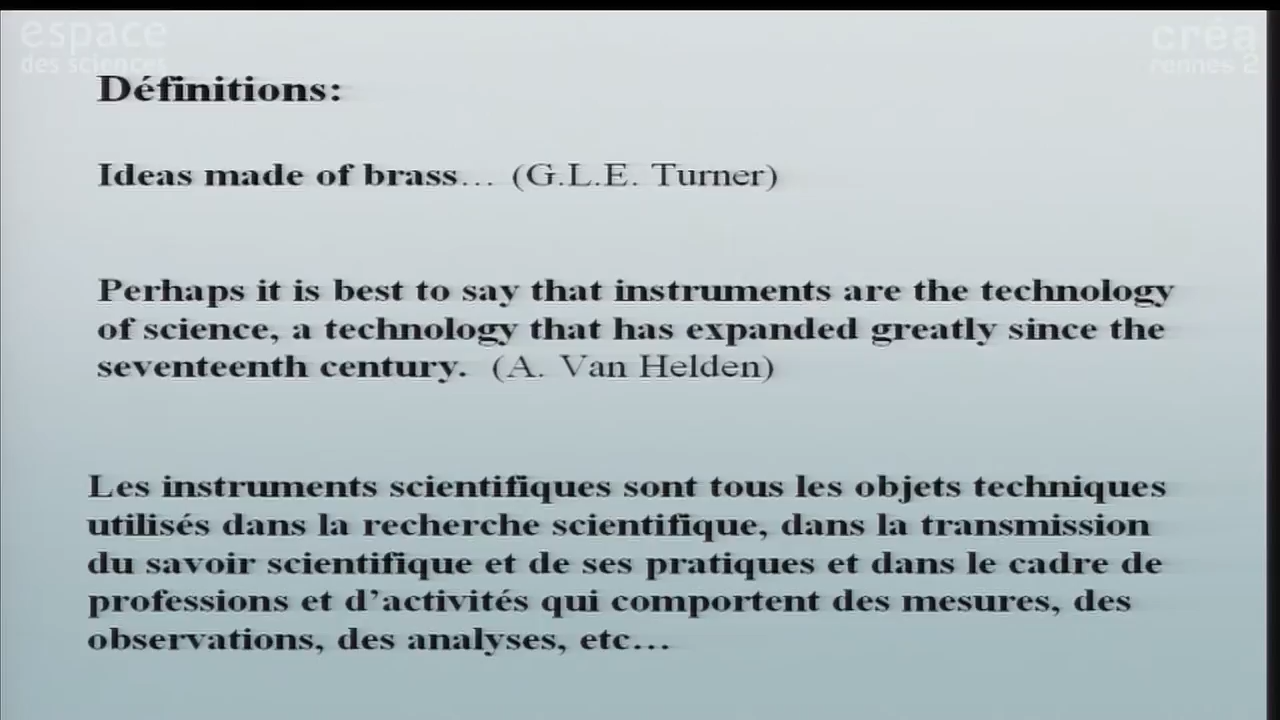 espace
des sciences
créa
rennes 2
Définitions:
Ideas made of brass... (G.L.E. Turner)
Perhaps it is best to say that instruments are the technology
of science, a technology that has expanded greatly since the
seventeenth century. (A. Van Helden)
Les instruments scientifiques sont tous les objets techniques
utilisés dans la recherche scientifique, dans la transmission
du savoir scientifique et de ses pratiques et dans le cadre de
professions et d'activités qui comportent des mesures, des
observations, des analyses, etc...